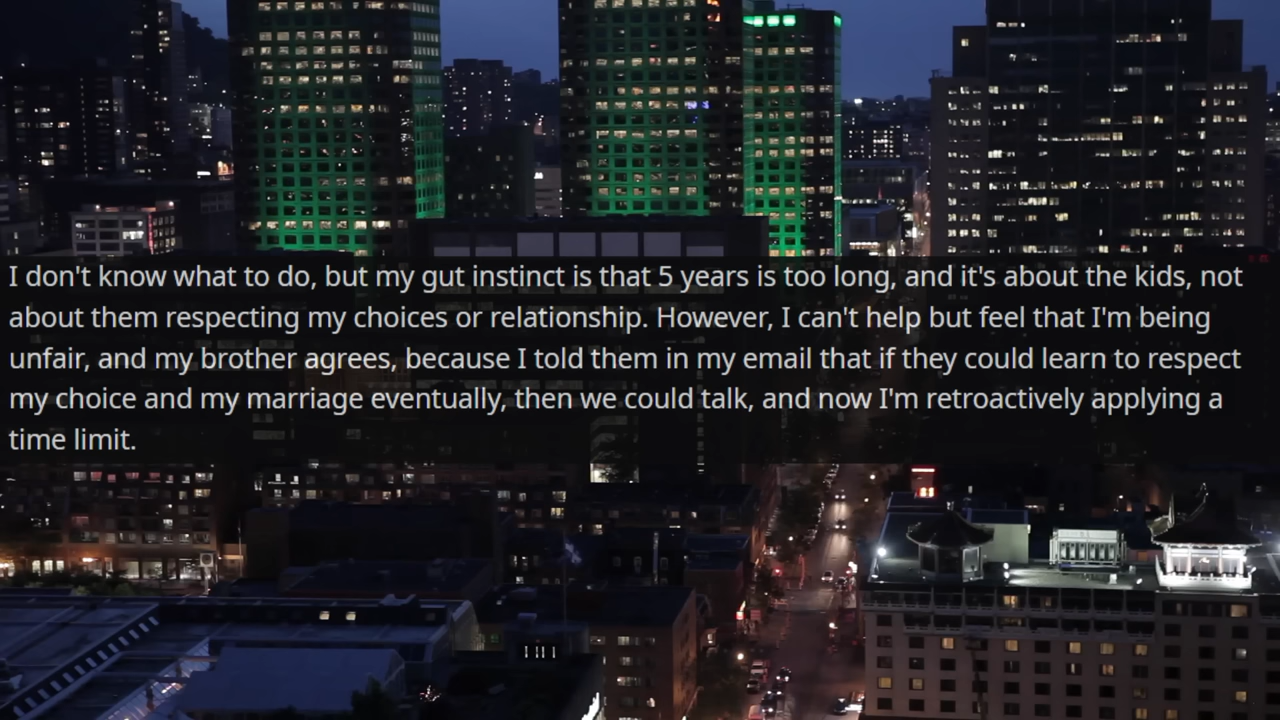 I don't know what to do, but my gut instinct is that 5 years is too long, and it's about the kids, not
about them respecting my choices or relationship. However, I can't help but feel that I'm being
unfair, and my brother agrees, because I told them in my email that if they could learn to respect
my choice and my marriage eventually, then we could talk, and now I'm retroactively applying a
time limit.